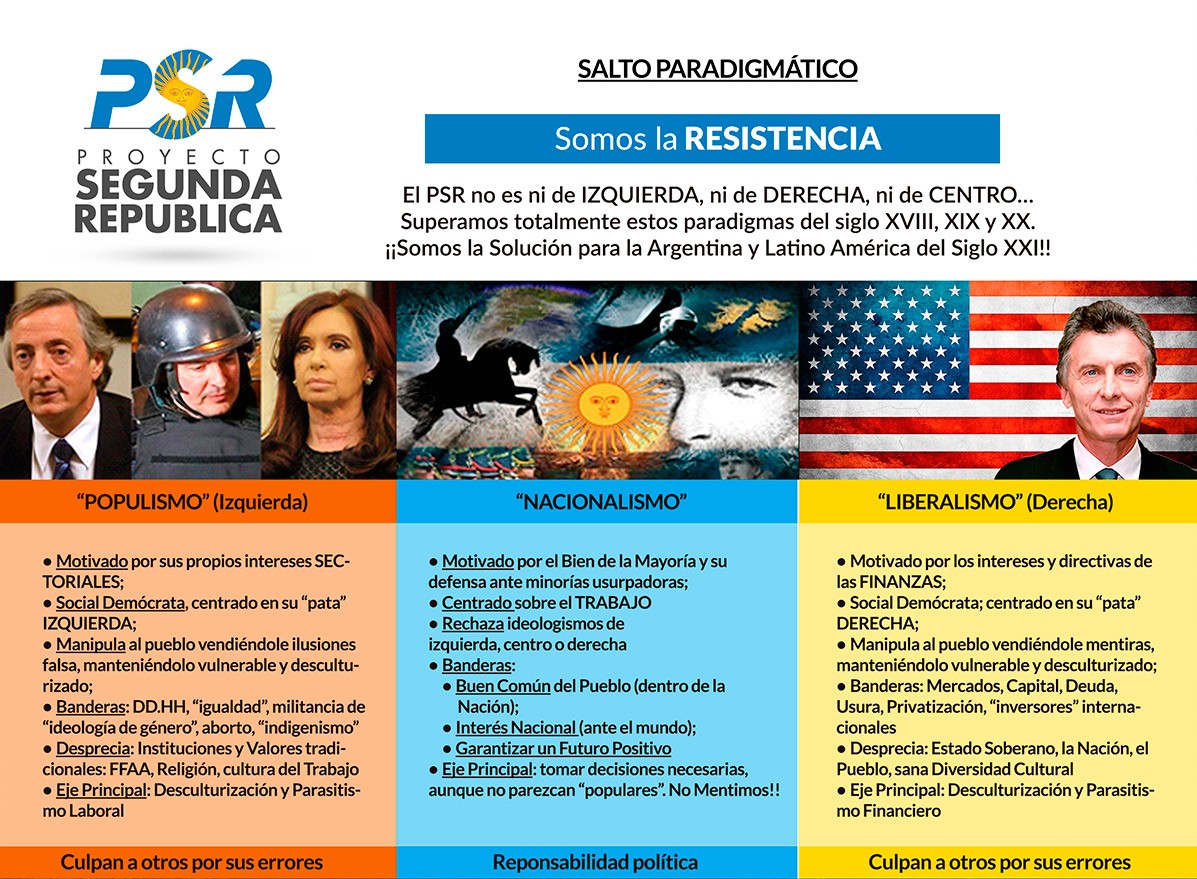 PSR
PROYECTO
SEGUNDA
REPUBLICA
SALTO PARADIGMÁTICO
Somos la RESISTENCIA
El PSR no es ni de IZQUIERDA, ni de DERECHA, ni de CENTRO...
Superamos totalmente estos paradigmas del siglo XVIII, XIX y XX.
¡¡Somos la Solución para la Argentina y Latino América del Siglo XXI!!
“POPULISMO” (Izquierda)
● Motivado por sus propios intereses SEC-
TORIALES;
● Social Demócrata, centrado en su “pata”
IZQUIERDA;
● Manipula al pueblo vendiéndole ilusiones
falsa, manteniéndolo vulnerable y descultu-
rizado;
● Banderas: DD.HH, “igualdad”, militancia de
“ideología de género”, aborto, “indigenismo”
● Desprecia: Instituciones y Valores tradi-
cionales: FFAA, Religión, cultura del Trabajo
● Eje Principal: Desculturización y Parasitis-
mo Laboral
Culpan a otros por sus errores
“NACIONALISMO”
● Motivado por el Bien de la Mayoría y su
defensa ante minorías usurpadoras;
● Centrado sobre el TRABAJO
● Rechaza ideologismos de
izquierda, centro o derecha
● Banderas:
● Buen Común del Pueblo (dentro de la
Nación);
● Interés Nacional (ante el mundo);
● Garantizar un Futuro Positivo
● Eje Principal: tomar decisiones necesarias,
aunque no parezcan “populares”. No Mentimos!!
Reponsabilidad política
“LIBERALISMO” (Derecha)
● Motivado por los intereses y directivas de
las FINANZAS;
● Social Demócrata; centrado en su “pata”
DERECHA;
● Manipula al pueblo vendiéndole mentiras,
manteniéndolo vulnerable y desculturizado;
● Banderas: Mercados, Capital, Deuda,
Usura, Privatización, “inversores” interna-
cionales
● Desprecia: Estado Soberano, la Nación, el
Pueblo, sana Diversidad Cultural
● Eje Principal: Desculturización y Parasitis-
mo Financiero
Culpan a otros por sus errores